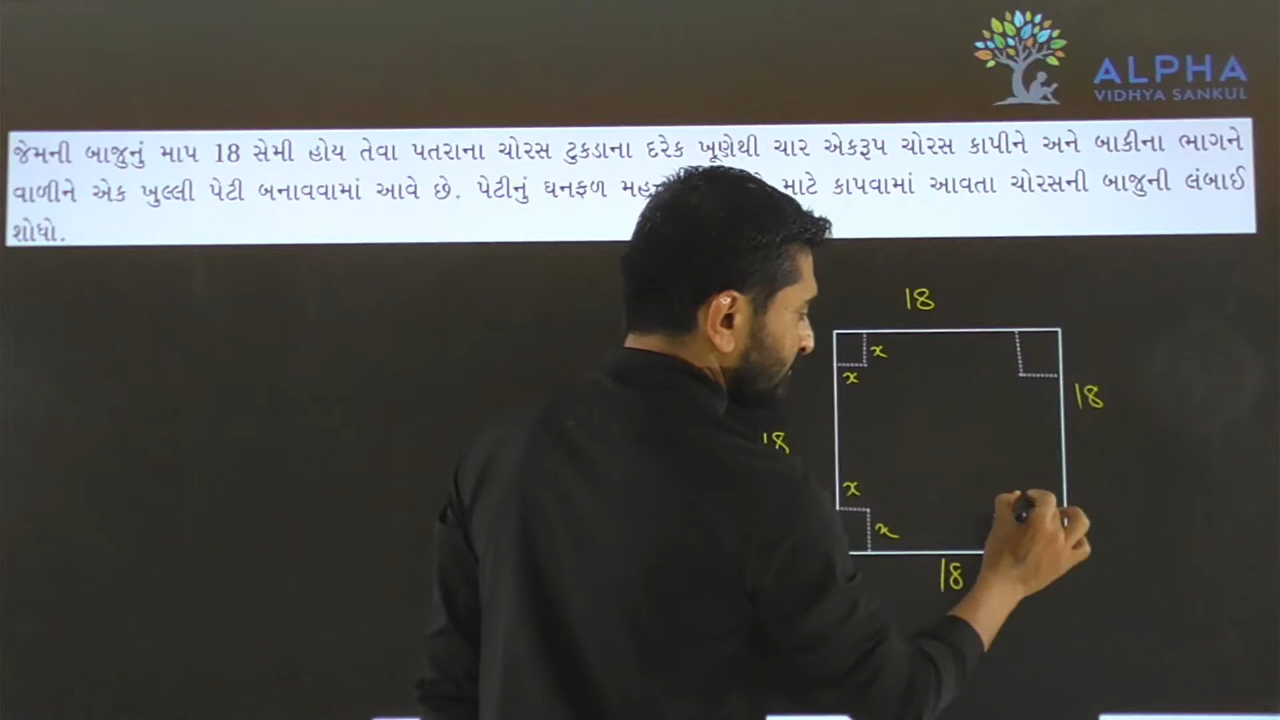 ALPHA
VIDHYA SANKUL
જેમની બાજુનું માપ 18 સેમી હોય તેવા પતરાના ચોરસ ટુકડાના દરેક ખૂણેથી ચાર એકરૂપ ચોરસ કાપીને અને બાકીના ભાગને
વાળીને એક ખુલ્લી પેટી બનાવવામાં આવે છે. પેટીનું ઘનફળ માટે કાપવામાં આવતા ચોરસની બાજુની લંબાઈ
શોધો.
18
x
x
18
18
x
x
18